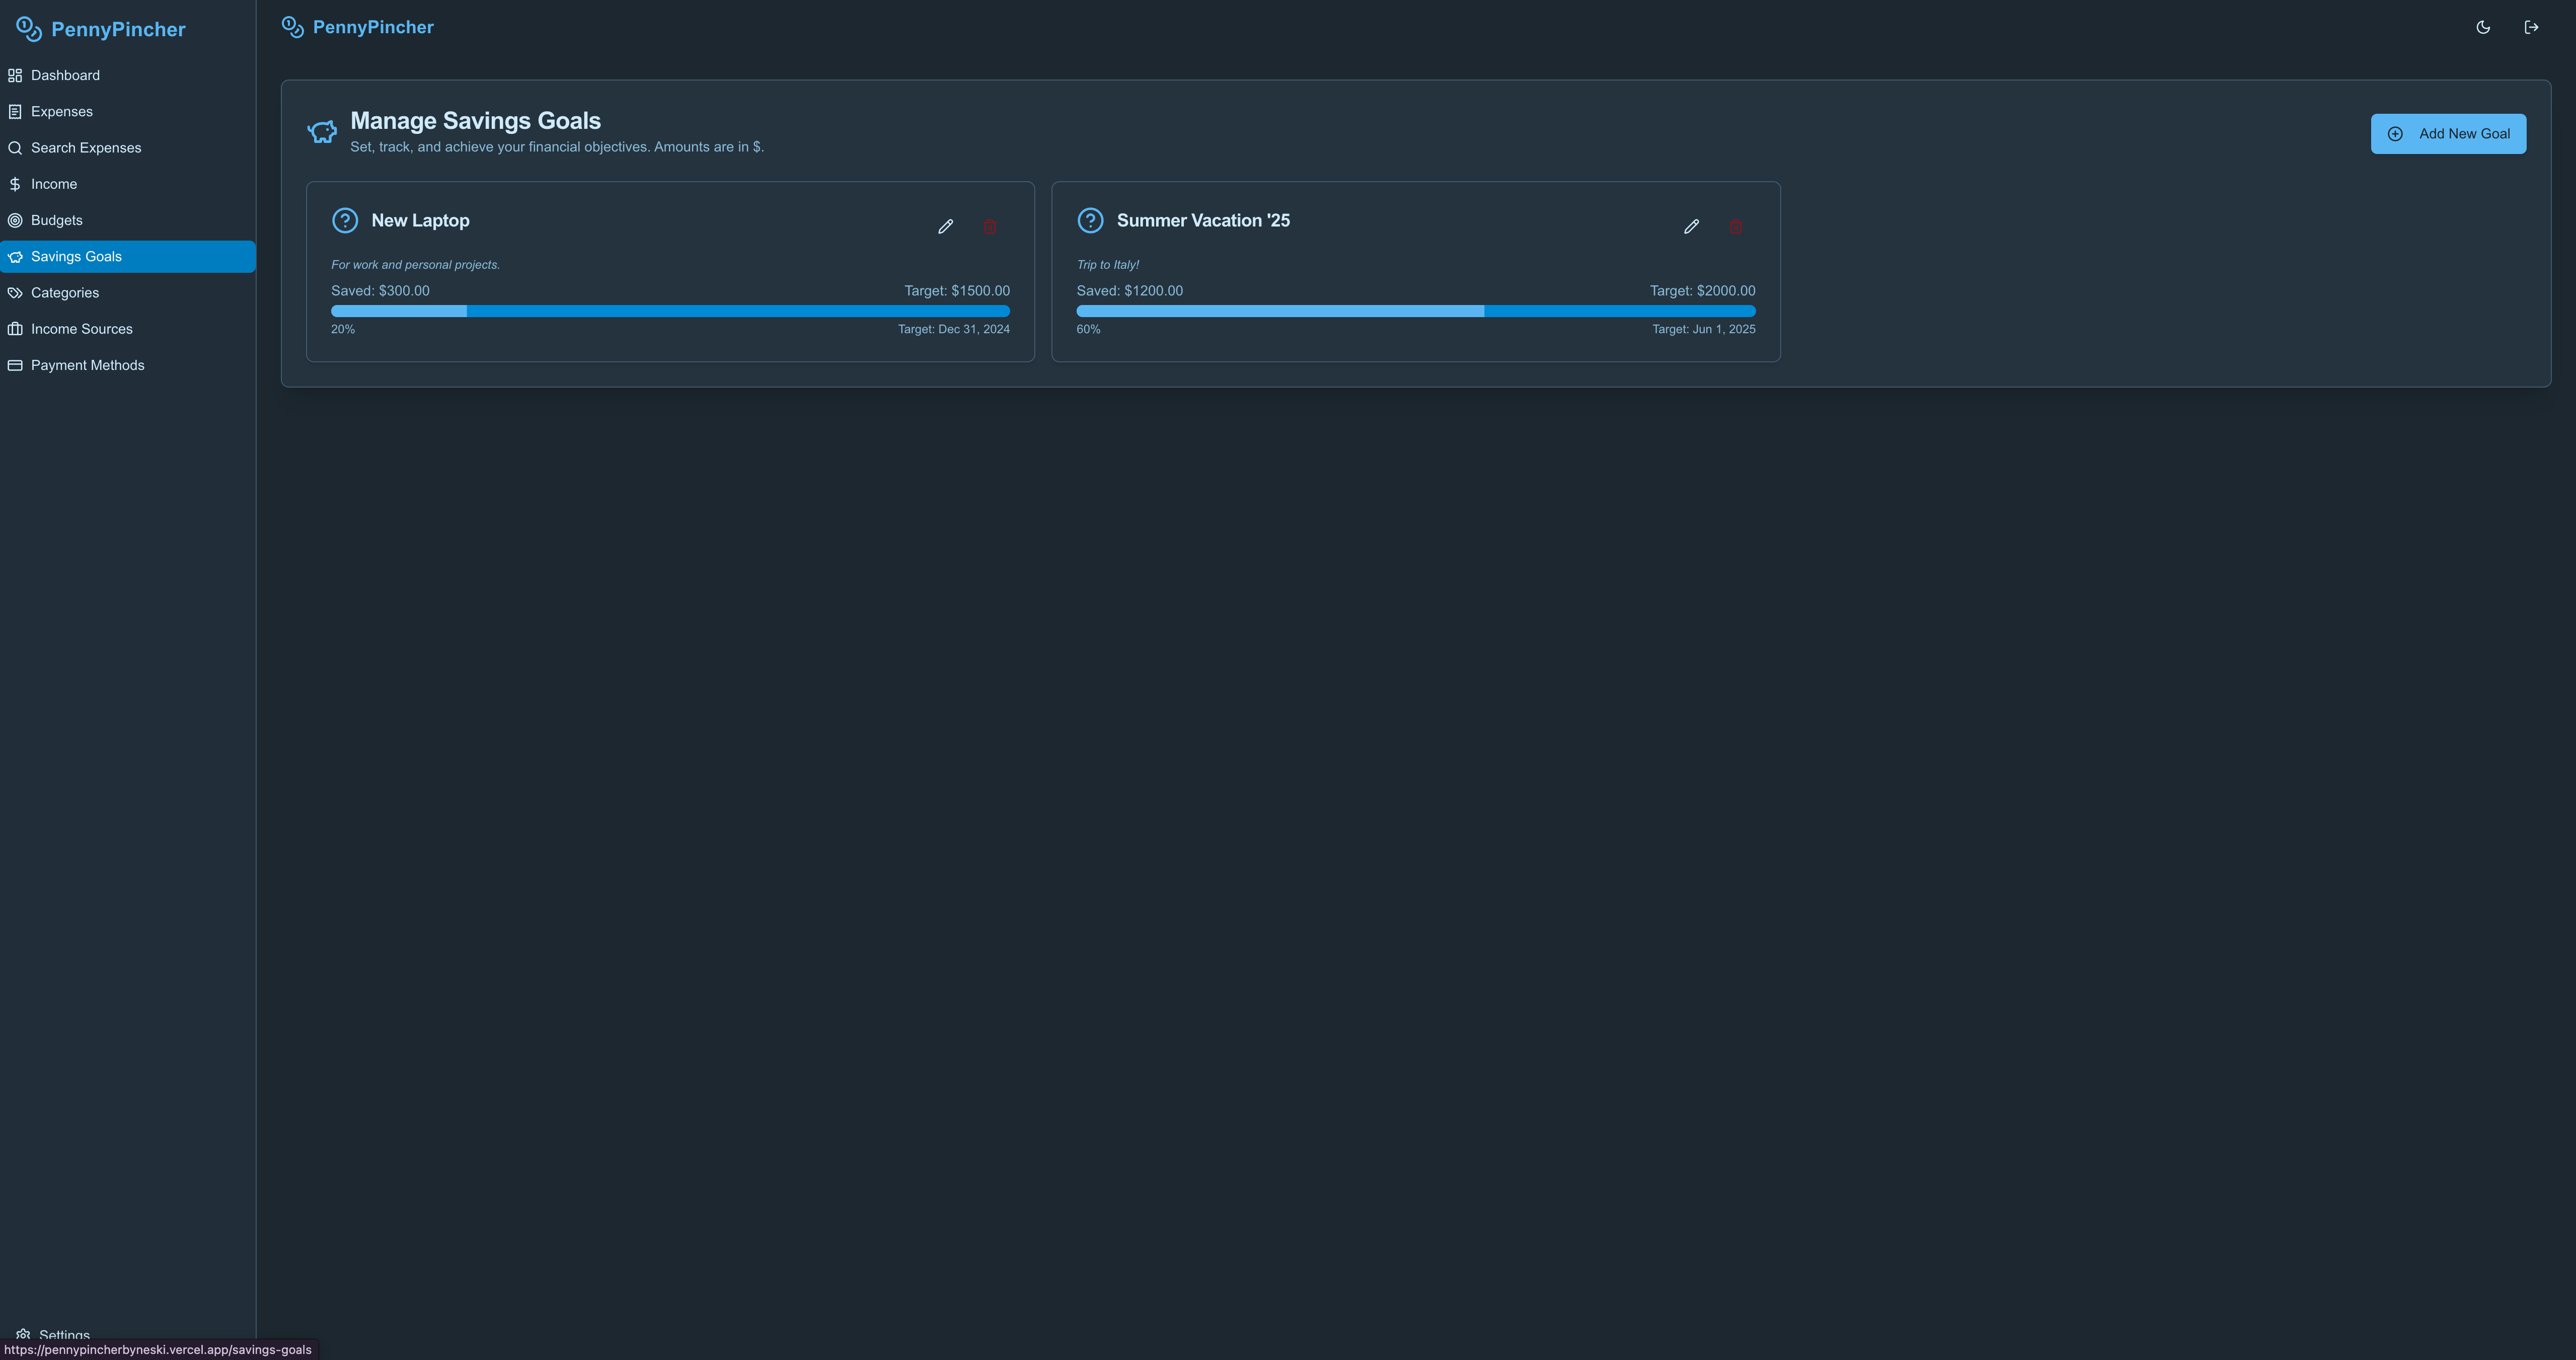 PennyPincher
Dashboard
Expenses
Search Expenses
Income
Budgets
Savings Goals
Categories
Income Sources
Payment Methods
Settings
https://pennypincherbyneski.vercel.app/savings-goals
PennyPincher
Manage Savings Goals
Set, track, and achieve your financial objectives. Amounts are in $.
Add New Goal
New Laptop
For work and personal projects.
Saved: $300.00 Target: $1500.00
20% Target: Dec 31, 2024
Summer Vacation '25
Trip to Italy!
Saved: $1200.00 Target: $2000.00
60% Target: Jun 1, 2025